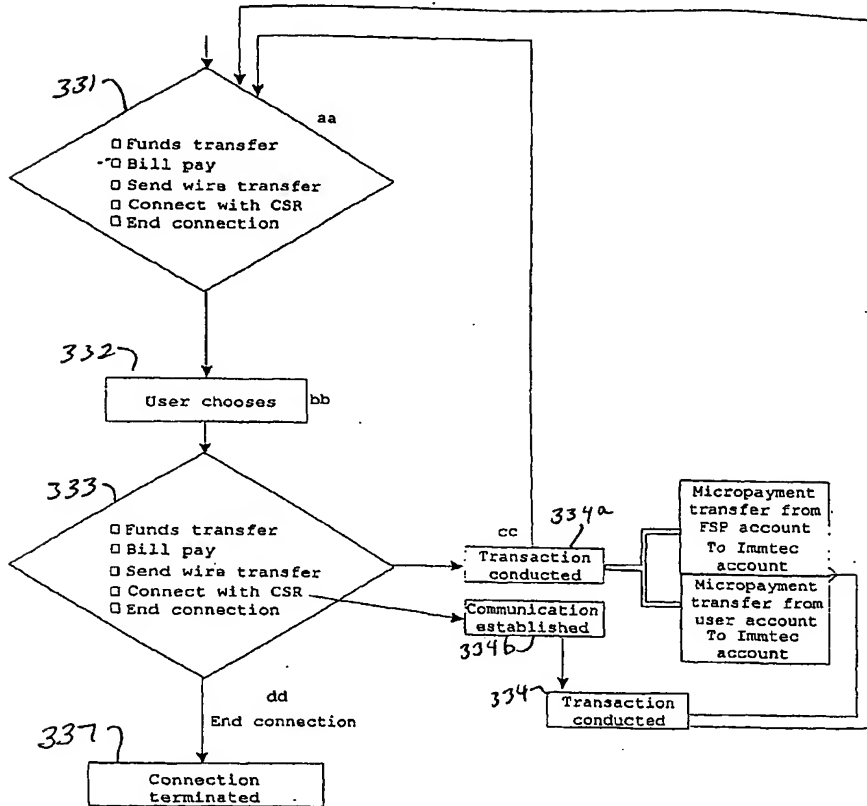 331
aa
□ Funds transfer
□ Bill pay
□ Send wire transfer
□ Connect with CSR
□ End connection
332
User chooses
bb
333
□ Funds transfer
□ Bill pay
□ Send wire transfer
□ Connect with CSR
□ End connection
cc
334a
Transaction
conducted
Micropayment
transfer from
FSP account
To Immtec
account
Micropayment
transfer from
user account
To Immtec
account
Communication
established
334b
334
Transaction
conducted
dd
End connection
337
Connection
terminated